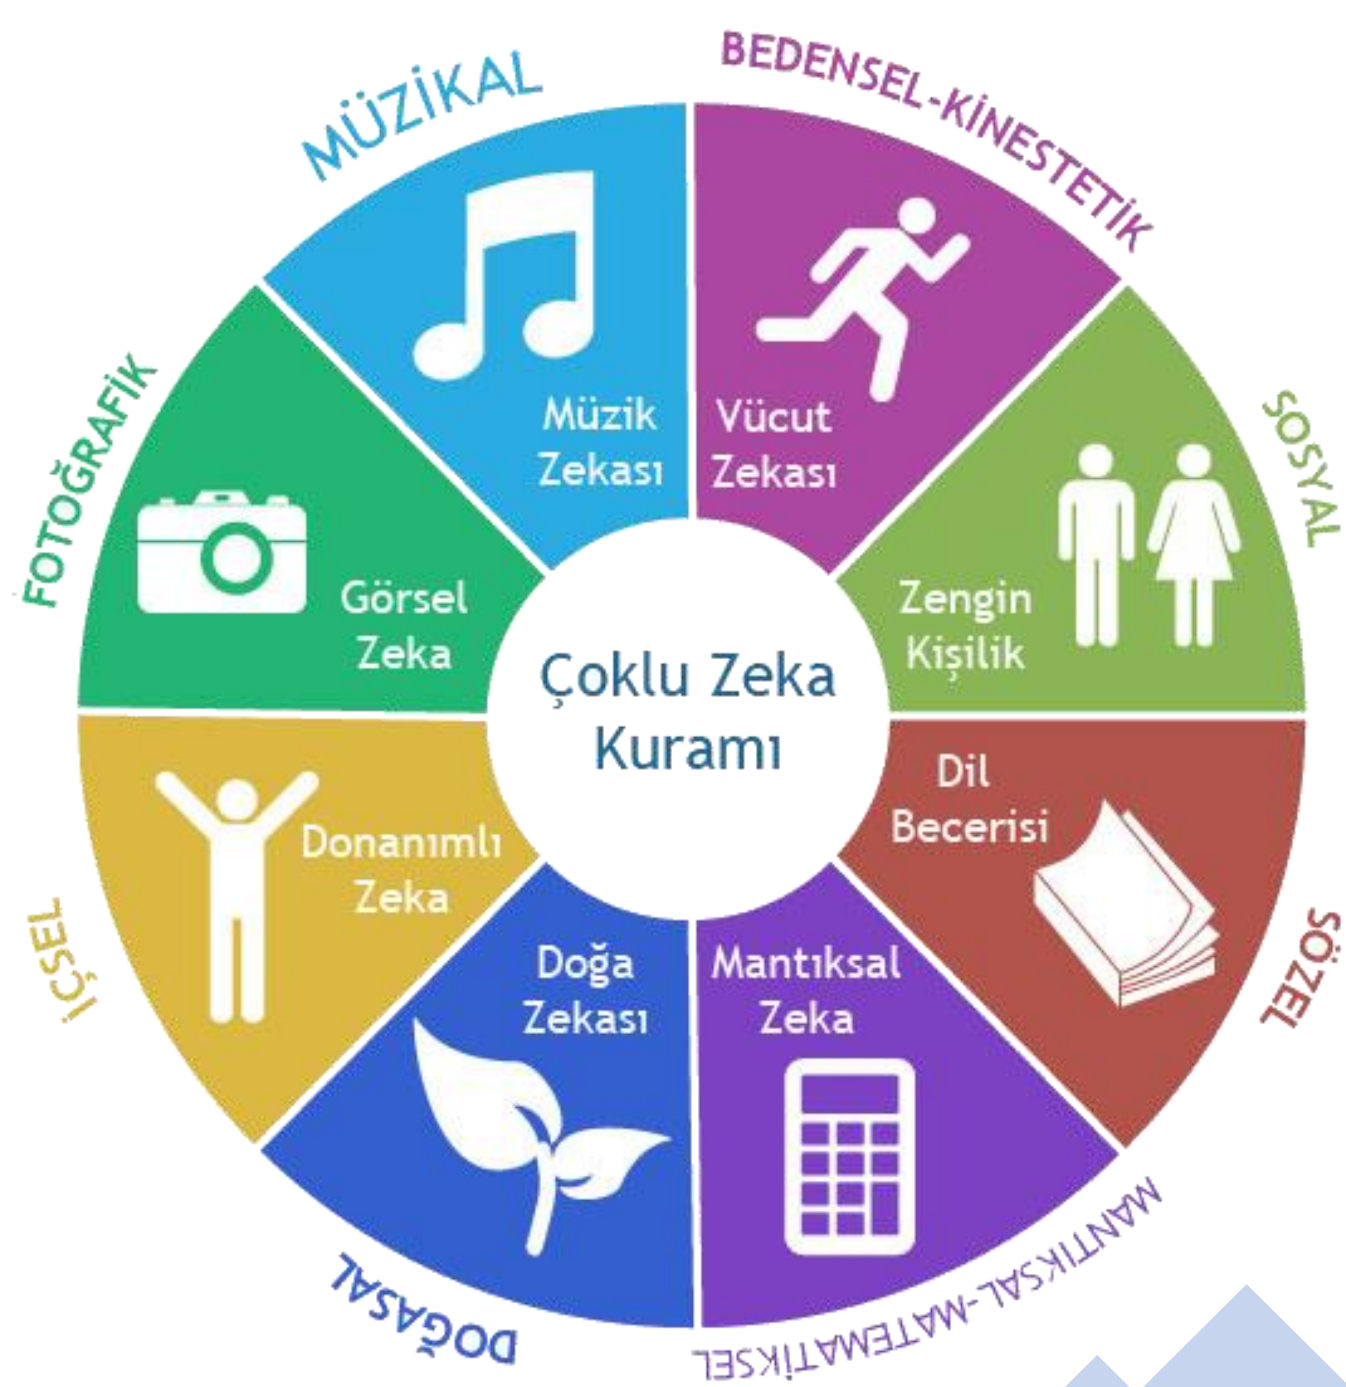 MÜZİKAL
BEDENSEL-KİNESTETİK
SOSYAL
SÖZEL
MANTIKSAL-MATEMATİKSEL
DOĞASAL
İÇSEL
FOTOĞRAFİK
Müzik
Zekası
Vücut
Zekası
Zengin
Kişilik
Dil
Becerisi
Mantıksal
Zeka
Doğa
Zekası
Donanımlı
Zeka
Görsel
Zeka
Çoklu Zeka
Kuramı